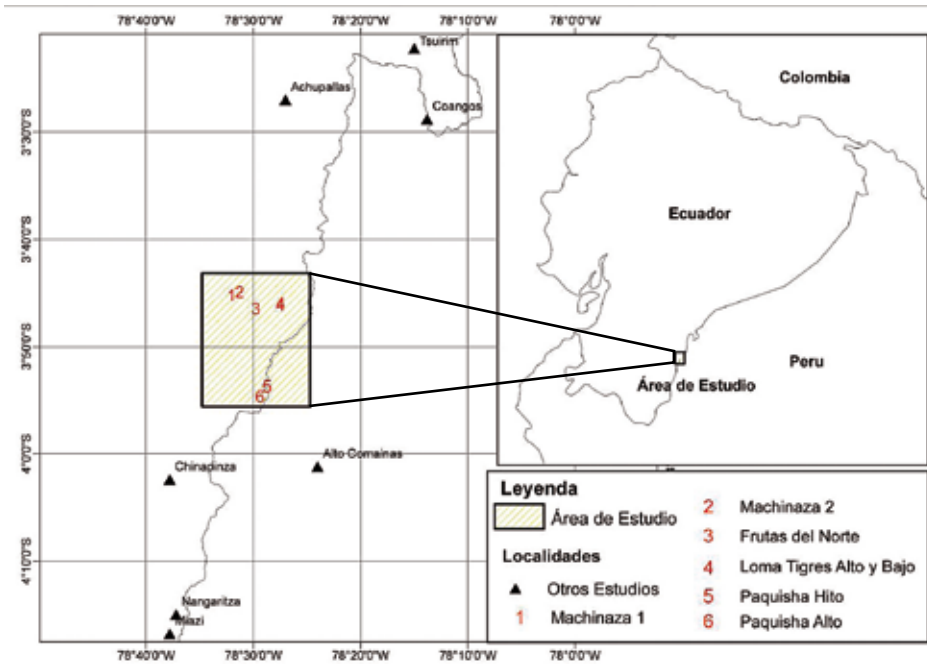 78°40'0"W 78°30'0"W 78°20'0"W 78°10'0"W 78°0'0"W
Tsuirim
Achupallas
Coangos
Colombia
3°30'0"S
3°40'0"S
Ecuador
1 2
3
4
3°50'0"S
Peru
Área de Estudio
5
6
4°0'0"S
Chinapinza
Alto Comainas
Leyenda
Área de Estudio
Localidades
Otros Estudios
1 Machinaza 1
2 Machinaza 2
3 Frutas del Norte
4 Loma Tigres Alto y Bajo
5 Paquisha Hito
6 Paquisha Alto
4°10'0"S
Nangaritza
Miazi
78°40'0"W 78°30'0"W 78°20'0"W 78°10'0"W 78°0'0"W